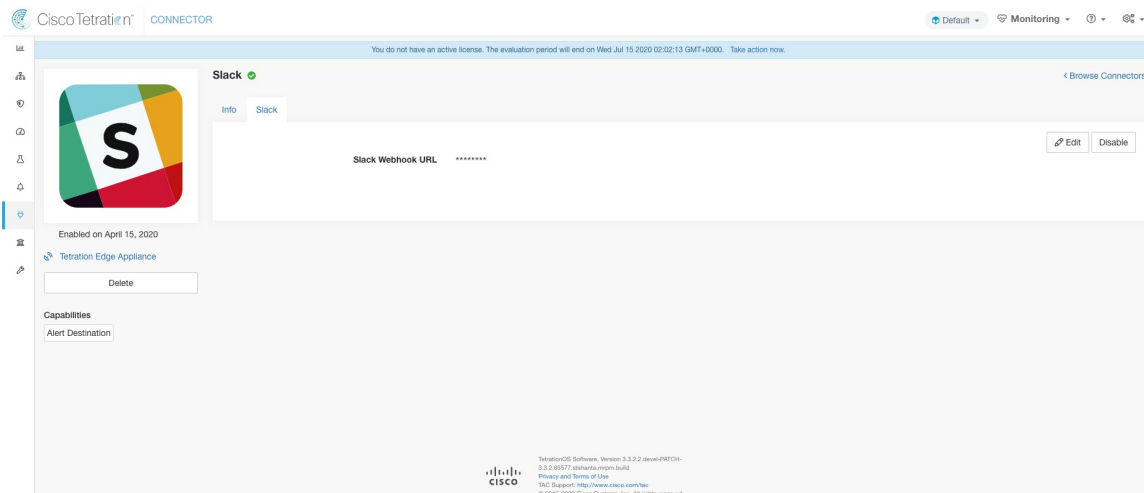 Cisco Tetration™ CONNECTOR
Default
Monitoring
You do not have an active license. The evaluation period will end on Wed Jul 15 2020 02:02:13 GMT+0000. Take action now.
S
Slack
< Browse Connectors
Info Slack
Edit Disable
Slack Webhook URL ********
Enabled on April 15, 2020
Tetration Edge Appliance
Delete
Capabilities
Alert Destination
CISCO
TetrationOS Software, Version 3.3.2.2.devel-PATCH-
3.3.2.65577.stshanta.mrpm.build
Privacy and Terms of Use
TAC Support: http://www.cisco.com/tac